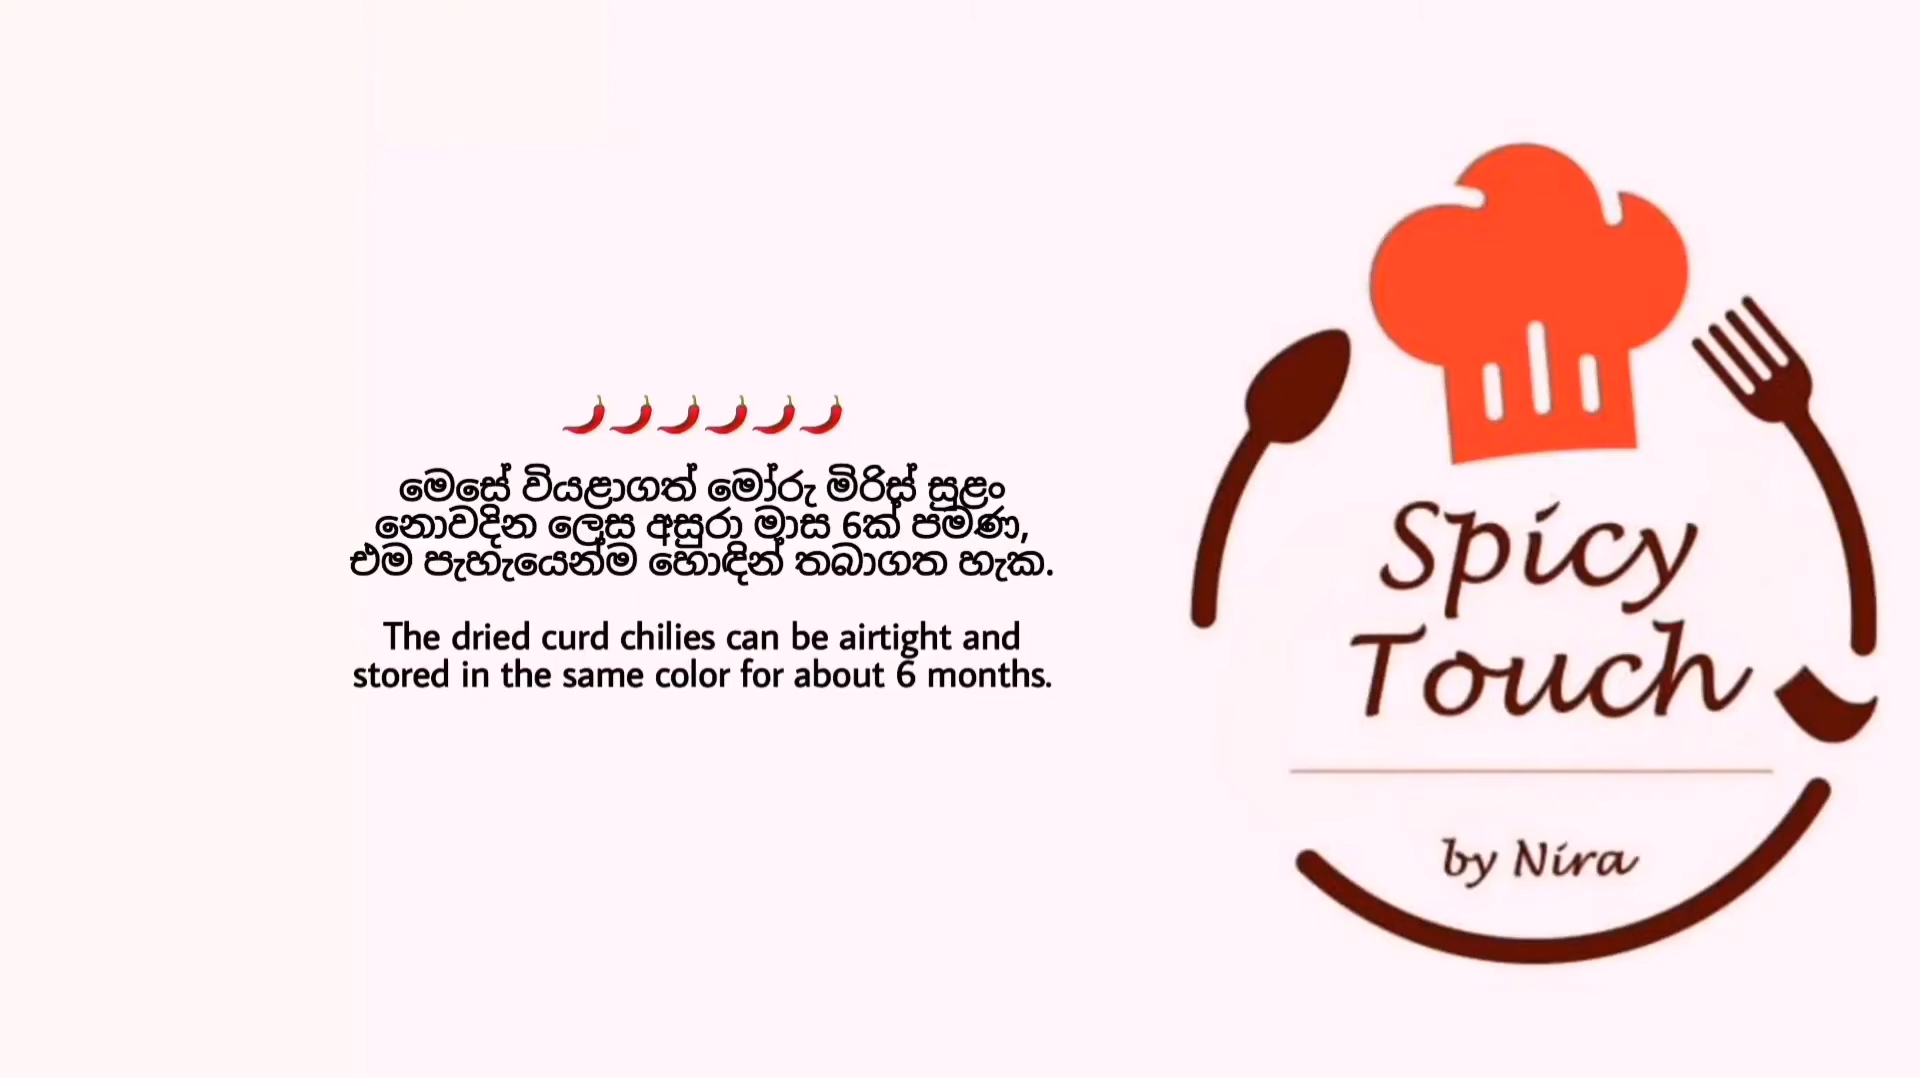 🌶🌶🌶🌶🌶🌶
මෙසේ වියළාගත් මෝරු මිරිස් සුළං
නොවදින ලෙස අසුරා මාස 6ක් පමණ,
එම පැහැයෙන්ම හොඳින් තබාගත හැක.
The dried curd chilies can be airtight and
stored in the same color for about 6 months.
Spicy
Touch
by Nira